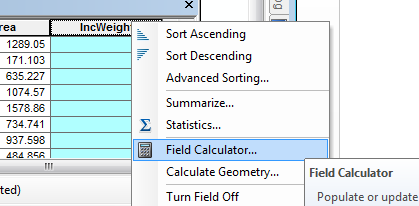 rea IncWeight
1289.05
171.103
635.227
1074.57
1578.86
734.741
937.598
484.856
ted)
Sort Ascending
Sort Descending
Advanced Sorting...
Summarize...
Σ Statistics...
Field Calculator...
Calculate Geometry...
Turn Field Off
Field Calculator
Populate or update